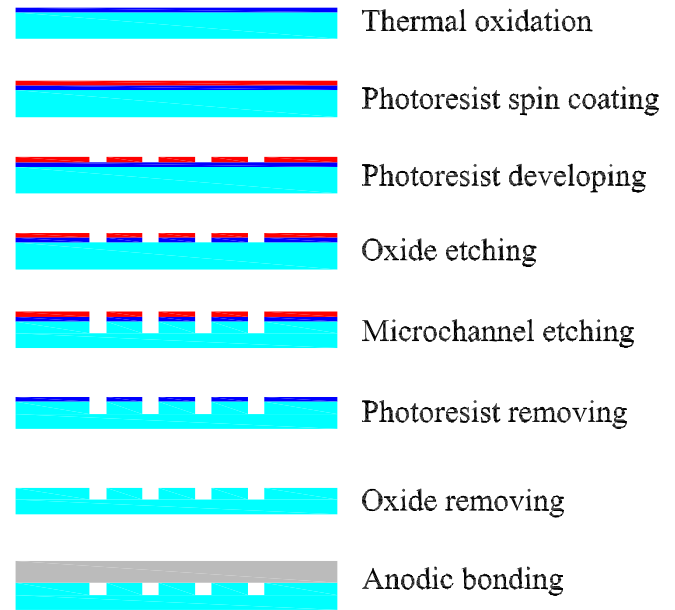 Thermal oxidation
Photoresist spin coating
Photoresist developing
Oxide etching
Microchannel etching
Photoresist removing
Oxide removing
Anodic bonding